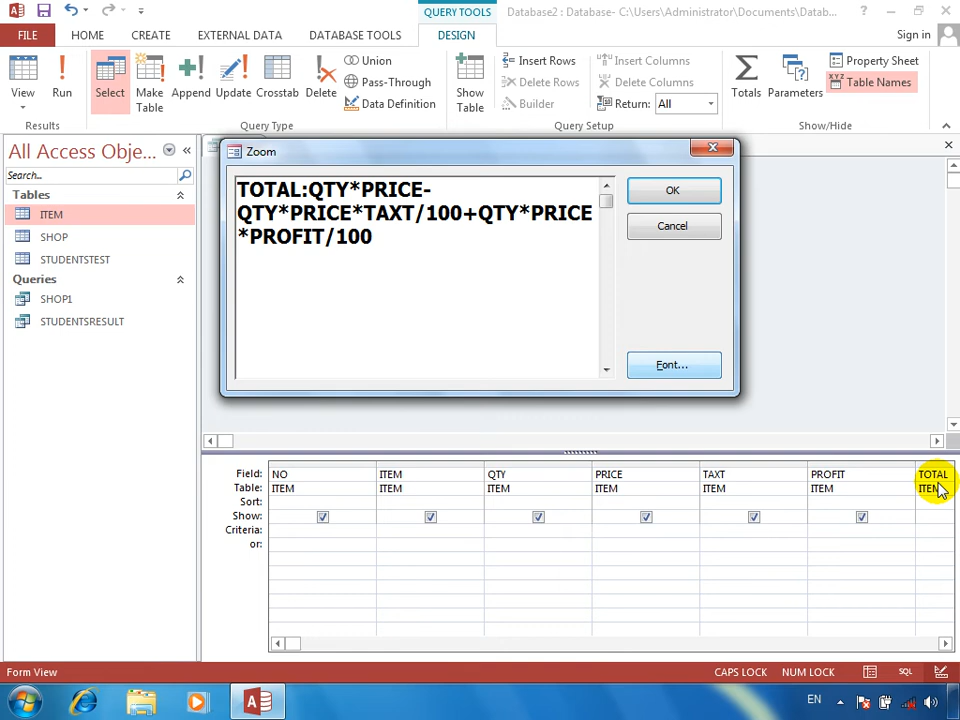 QUERY TOOLS
Database2 : Database- C:\Users\Administrator\Documents\Datab...
?
FILE
HOME
CREATE
EXTERNAL DATA
DATABASE TOOLS
DESIGN
Sign in
View
Run
Select
Make Table
Append
Update
Crosstab
Delete
Union
Pass-Through
Data Definition
Show Table
Insert Rows
Delete Rows
Builder
Insert Columns
Delete Columns
Return: All
Totals
Parameters
Property Sheet
Table Names
Results
Query Type
Query Setup
Show/Hide
All Access Obje...
Search...
Tables
ITEM
SHOP
STUDENTSTEST
Queries
SHOP1
STUDENTSRESULT
Zoom
TOTAL:QTY*PRICE-
QTY*PRICE*TAXT/100+QTY*PRICE
*PROFIT/100
OK
Cancel
Font...
Field: NO ITEM QTY PRICE TAXT PROFIT TOTAL
Table: ITEM ITEM ITEM ITEM ITEM ITEM ITEM
Sort:
Show:
Criteria:
or:
Form View
CAPS LOCK
NUM LOCK
SQL
EN